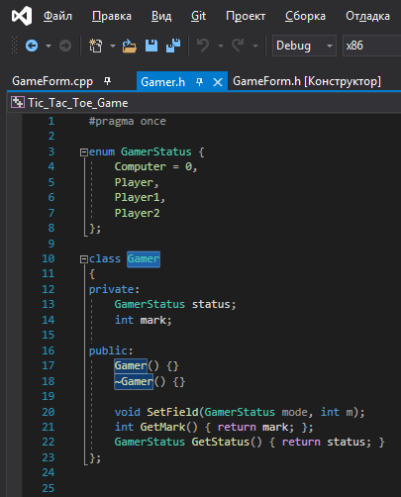 Файл Правка Вид Git Проект Сборка Отладка
Debug x86
GameForm.cpp Gamer.h GameForm.h [Конструктор]
Tic_Tac_Toe_Game
1 #pragma once
2
3 enum GamerStatus {
4 Computer = 0,
5 Player,
6 Player1,
7 Player2
8 };
9
10 class Gamer
11 {
12 private:
13 GamerStatus status;
14 int mark;
15
16 public:
17 Gamer() {}
18 ~Gamer() {}
19
20 void SetField(GamerStatus mode, int m);
21 int GetMark() { return mark; };
22 GamerStatus GetStatus() { return status; }
23 };
24
25